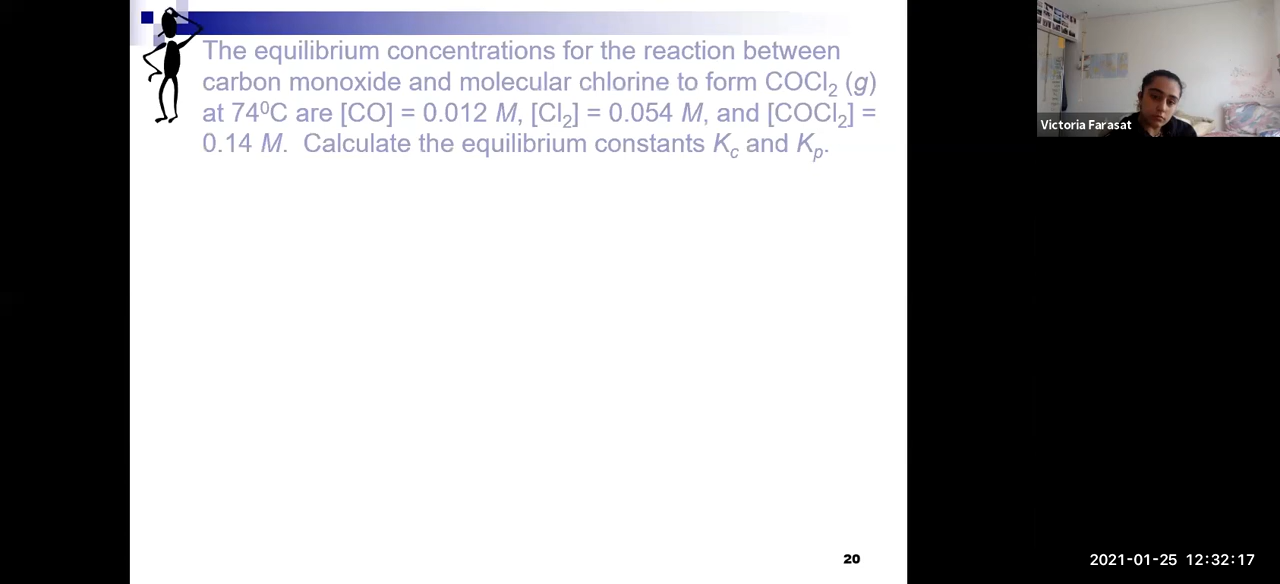 The equilibrium concentrations for the reaction between
carbon monoxide and molecular chlorine to form COCl₂ (g)
at 74⁰C are [CO] = 0.012 M, [Cl₂] = 0.054 M, and [COCl₂] =
0.14 M.  Calculate the equilibrium constants Kc and Kp.
Victoria Farasat
20
2021-01-25 12:32:17